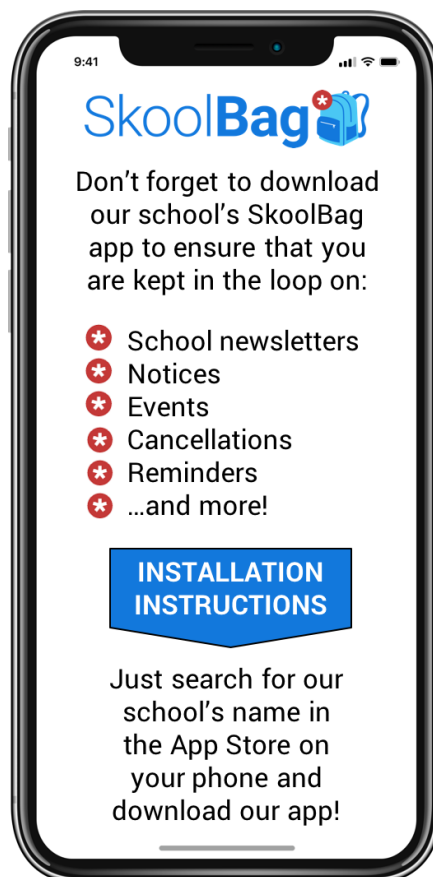 9:41
SkoolBag
Don’t forget to download
our school’s SkoolBag
app to ensure that you
are kept in the loop on:
School newsletters
Notices
Events
Cancellations
Reminders
...and more!
INSTALLATION
INSTRUCTIONS
Just search for our
school’s name in
the App Store on
your phone and
download our app!